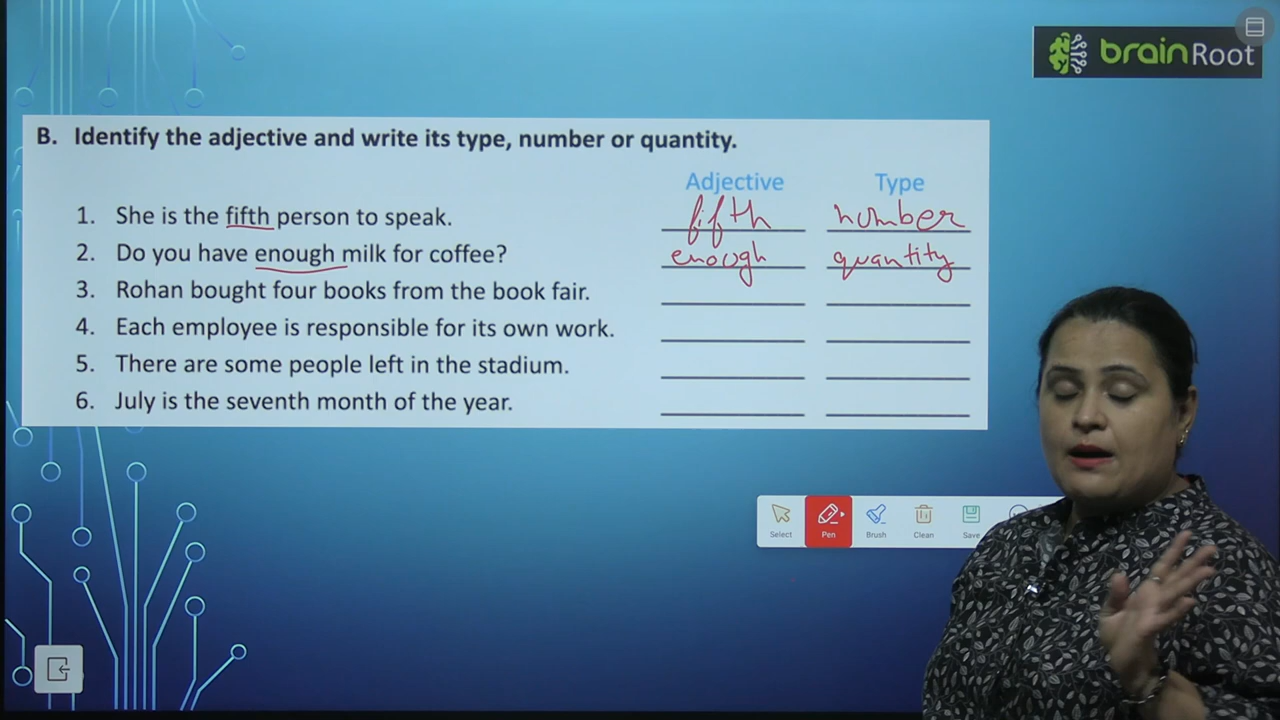 brainRoot
B. Identify the adjective and write its type, number or quantity.
Adjective Type
1. She is the fifth person to speak. fifth number
2. Do you have enough milk for coffee? enough quantity
3. Rohan bought four books from the book fair.
4. Each employee is responsible for its own work.
5. There are some people left in the stadium.
6. July is the seventh month of the year.
Select Pen Brush Clean Save